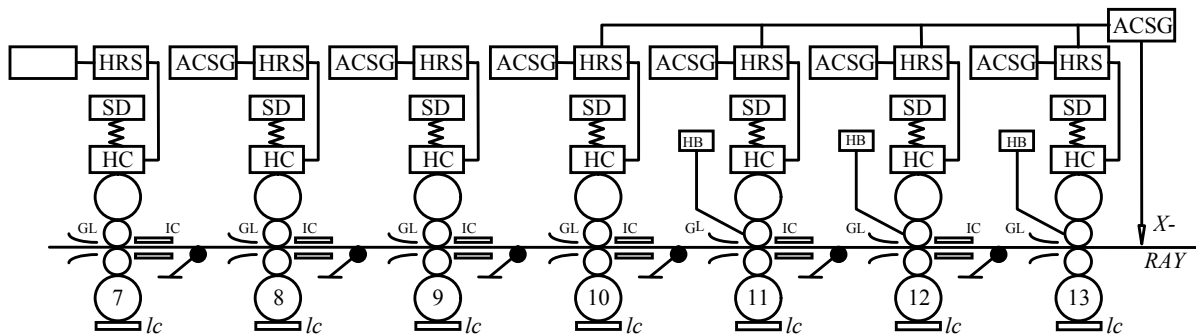 ACSG
HRS ACSG HRS ACSG HRS ACSG HRS ACSG HRS ACSG HRS ACSG HRS
SD SD SD SD SD SD SD
HB HB HB
HC HC HC HC HC HC HC
GL IC GL IC GL IC GL IC GL IC GL IC GL X-
RAY
7 8 9 10 11 12 13
lc lc lc lc lc lc lc